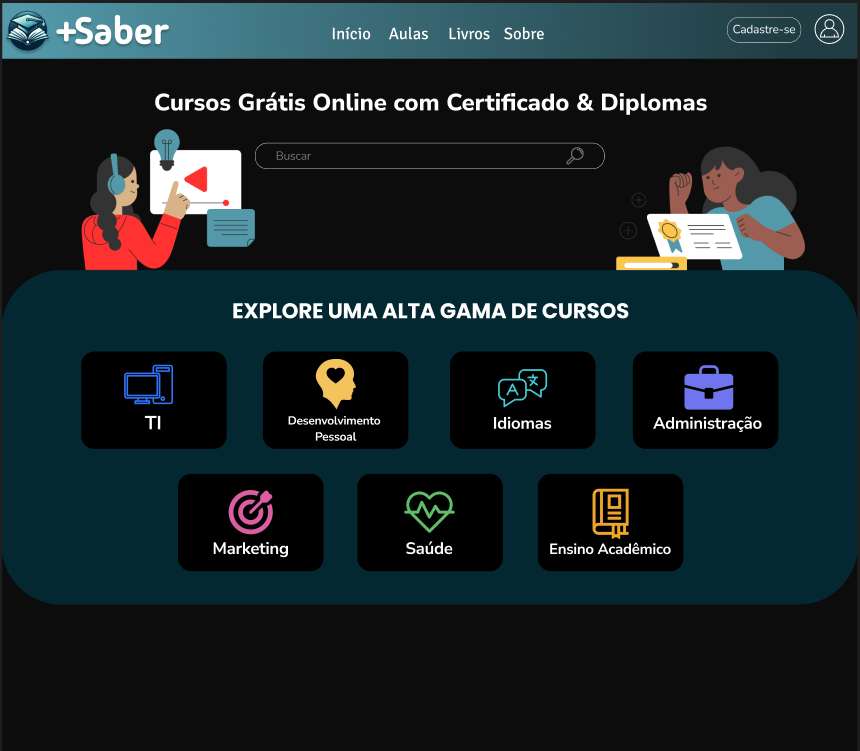 +Saber
Início Aulas Livros Sobre
Cadastre-se
Cursos Grátis Online com Certificado & Diplomas
Buscar
EXPLORE UMA ALTA GAMA DE CURSOS
TI
Desenvolvimento
Pessoal
A 文
Idiomas
Administração
Marketing
Saúde
Ensino Acadêmico